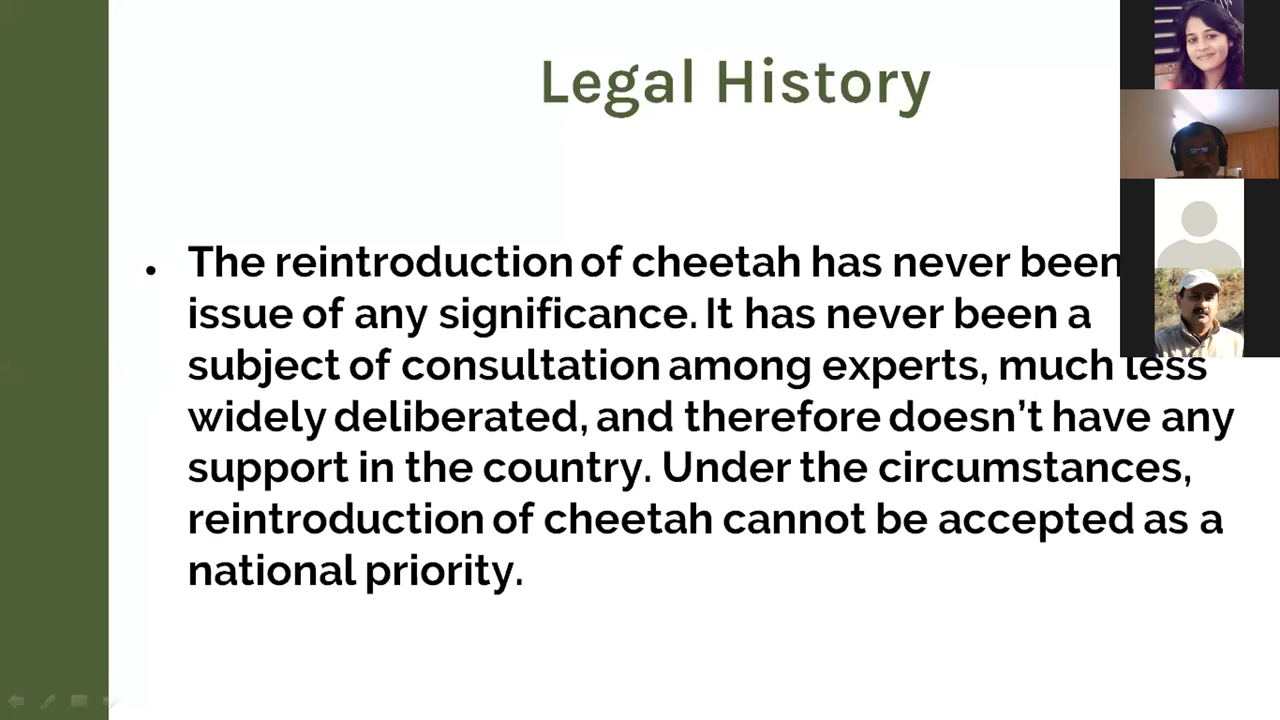 Legal History
• The reintroduction of cheetah has never been
issue of any significance. It has never been a
subject of consultation among experts, much less
widely deliberated, and therefore doesn’t have any
support in the country. Under the circumstances,
reintroduction of cheetah cannot be accepted as a
national priority.